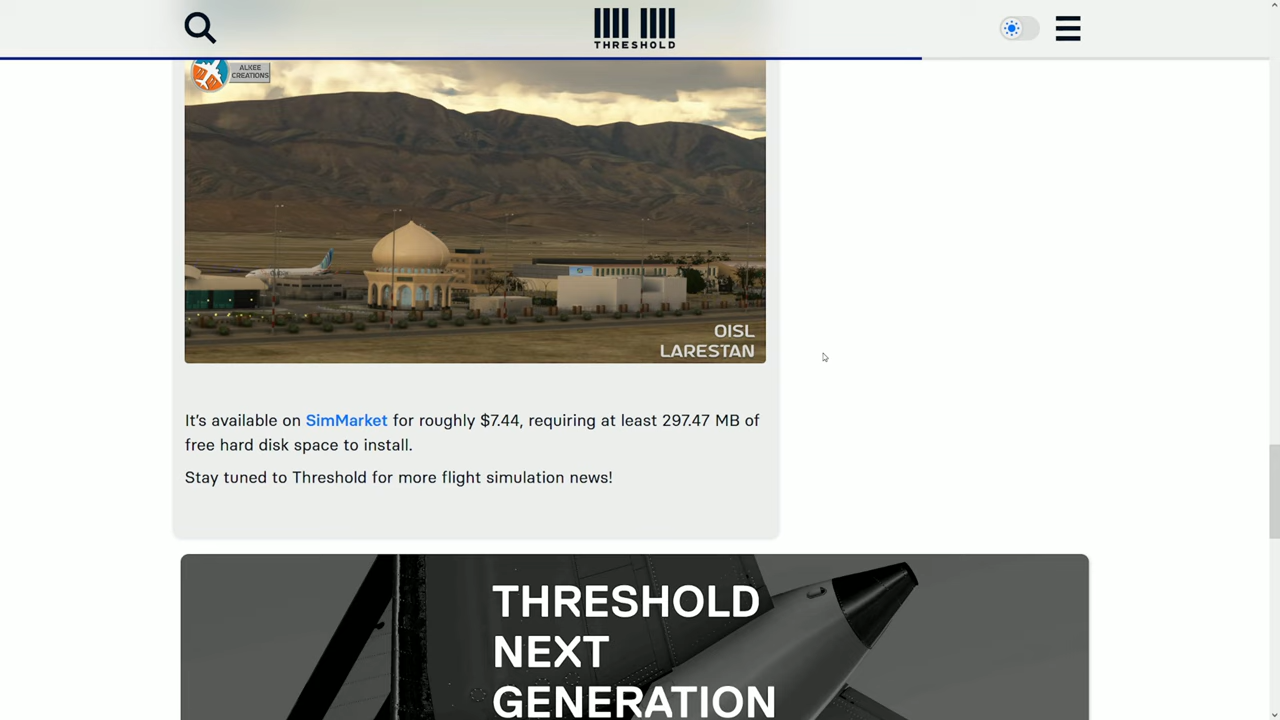 THRESHOLD
ALKEE
CREATIONS
OISL
LARESTAN
It's available on SimMarket for roughly $7.44, requiring at least 297.47 MB of
free hard disk space to install.
Stay tuned to Threshold for more flight simulation news!
THRESHOLD
NEXT
GENERATION